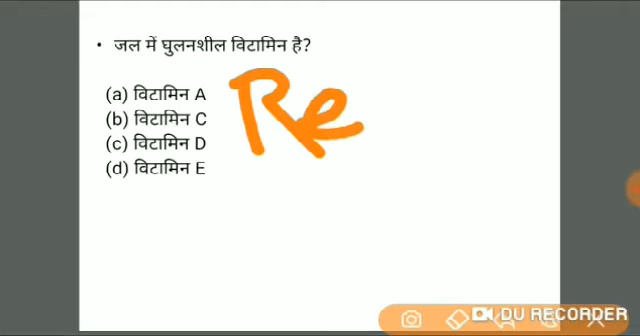 • जल में घुलनशील विटामिन है?
(a) विटामिन A
(b) विटामिन C
(c) विटामिन D
(d) विटामिन E
Re
DU RECORDER